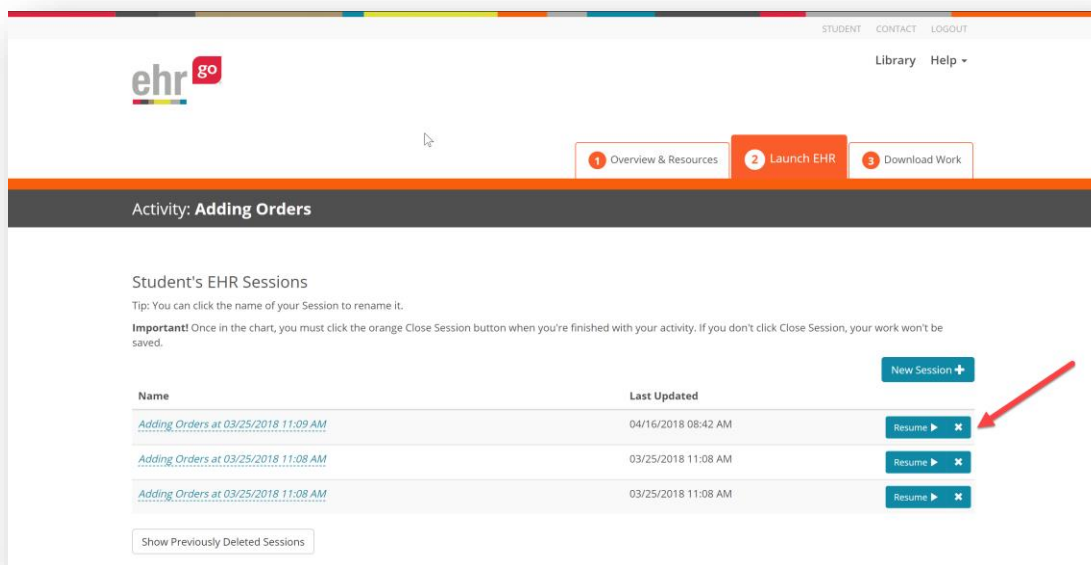 STUDENT CONTACT LOGOUT
ehr go
Library Help
1 Overview & Resources 2 Launch EHR 3 Download Work
Activity: Adding Orders
Student's EHR Sessions
Tip: You can click the name of your Session to rename it.
Important! Once in the chart, you must click the orange Close Session button when you're finished with your activity. If you don't click Close Session, your work won't be
saved.
New Session
Name Last Updated
Adding Orders at 03/25/2018 11:09 AM 04/16/2018 08:42 AM Resume
Adding Orders at 03/25/2018 11:08 AM 03/25/2018 11:08 AM Resume
Adding Orders at 03/25/2018 11:08 AM 03/25/2018 11:08 AM Resume
Show Previously Deleted Sessions